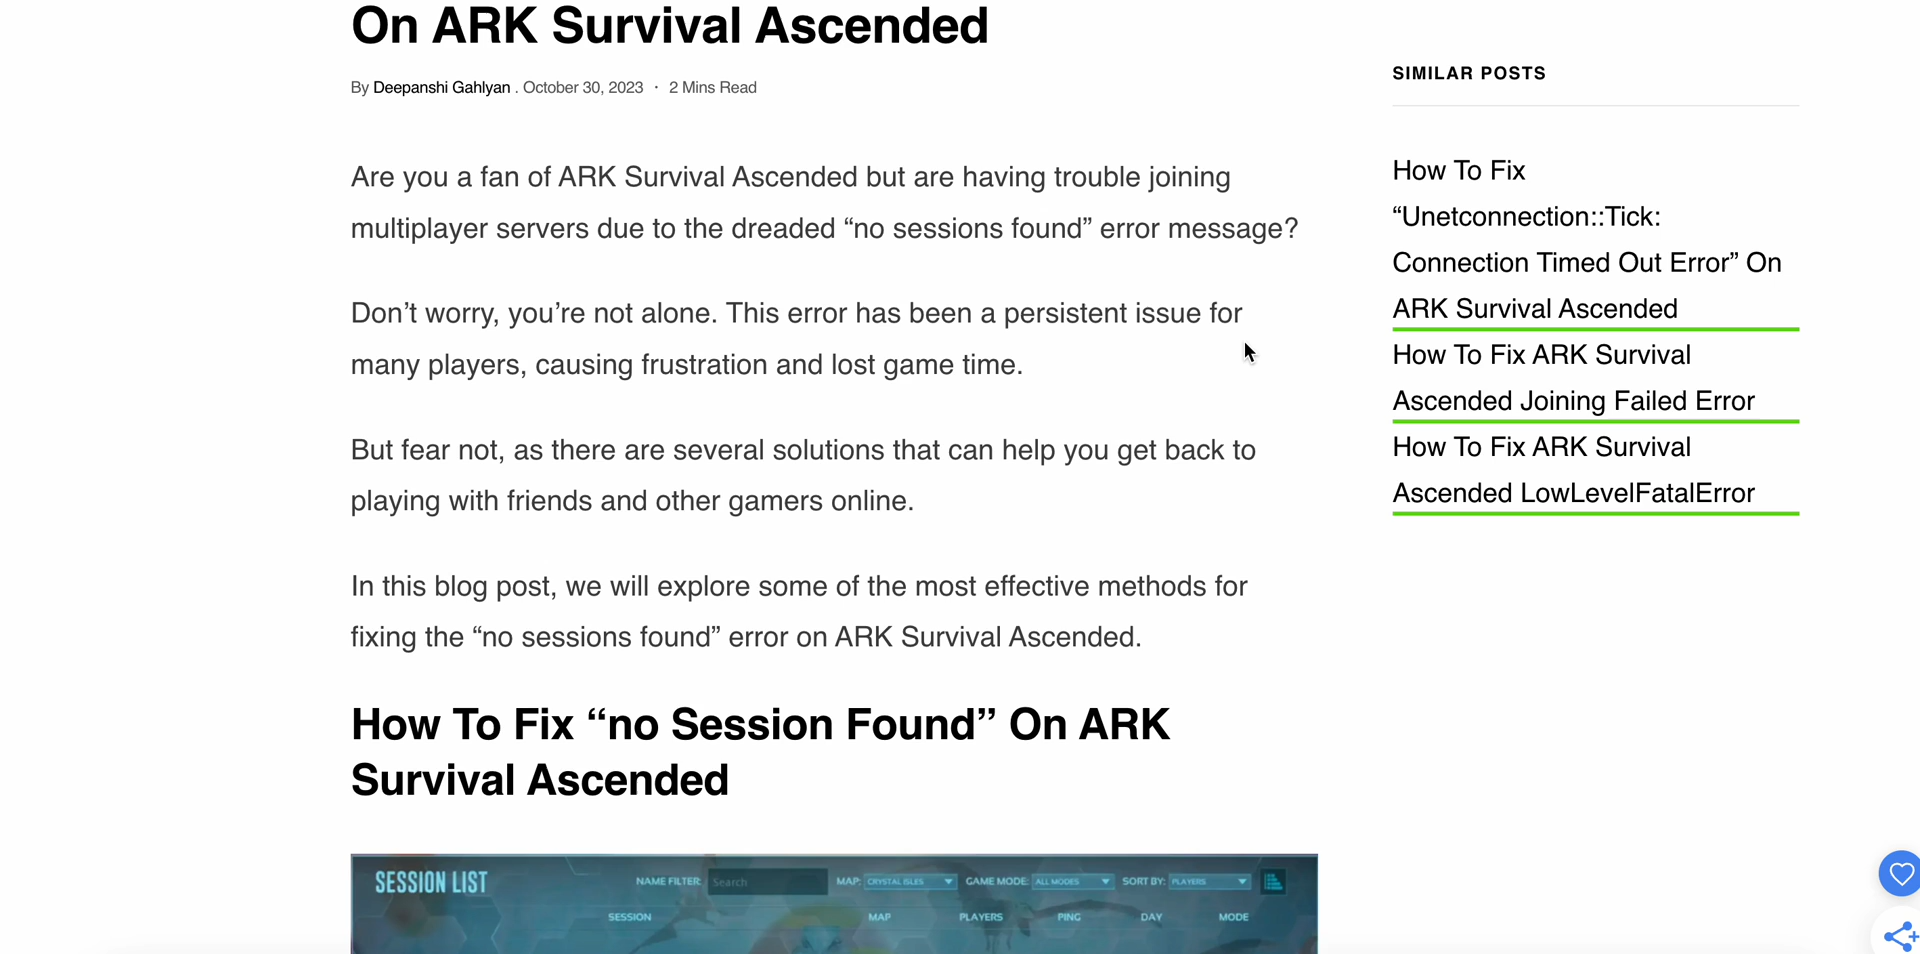 On ARK Survival Ascended
By Deepanshi Gahlyan . October 30, 2023 · 2 Mins Read
Are you a fan of ARK Survival Ascended but are having trouble joining
multiplayer servers due to the dreaded “no sessions found” error message?
Don’t worry, you’re not alone. This error has been a persistent issue for
many players, causing frustration and lost game time.
But fear not, as there are several solutions that can help you get back to
playing with friends and other gamers online.
In this blog post, we will explore some of the most effective methods for
fixing the “no sessions found” error on ARK Survival Ascended.
How To Fix “no Session Found” On ARK
Survival Ascended
SESSION LIST
NAME FILTER: Search MAP: CRYSTAL ISLES GAME MODE: ALL MODES SORT BY: PLAYERS
SESSION MAP PLAYERS PING DAY MODE
SIMILAR POSTS
How To Fix
“Unetconnection::Tick:
Connection Timed Out Error” On
ARK Survival Ascended
How To Fix ARK Survival
Ascended Joining Failed Error
How To Fix ARK Survival
Ascended LowLevelFatalError